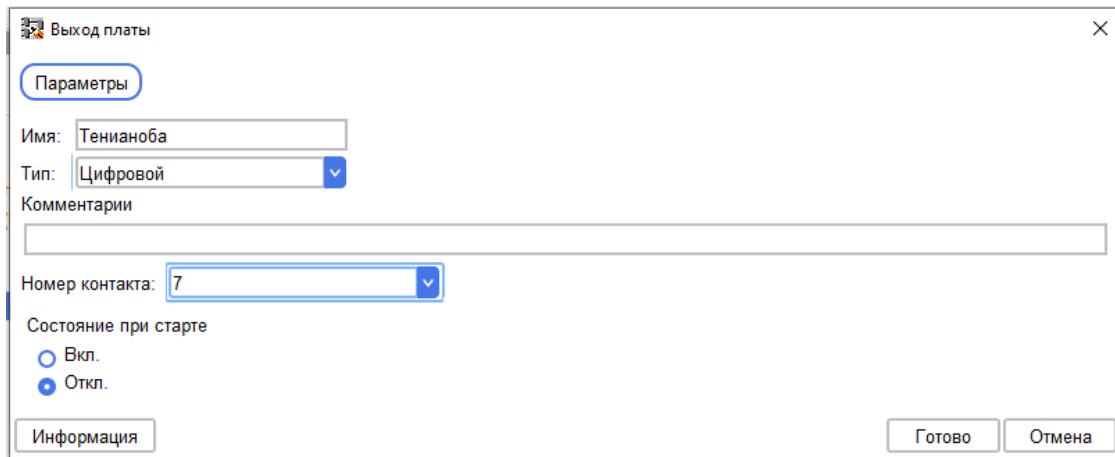 Выход платы
Параметры
Имя: Тенианоба
Тип: Цифровой
Комментарии
Номер контакта: 7
Состояние при старте
Вкл.
Откл.
Информация Готово Отмена